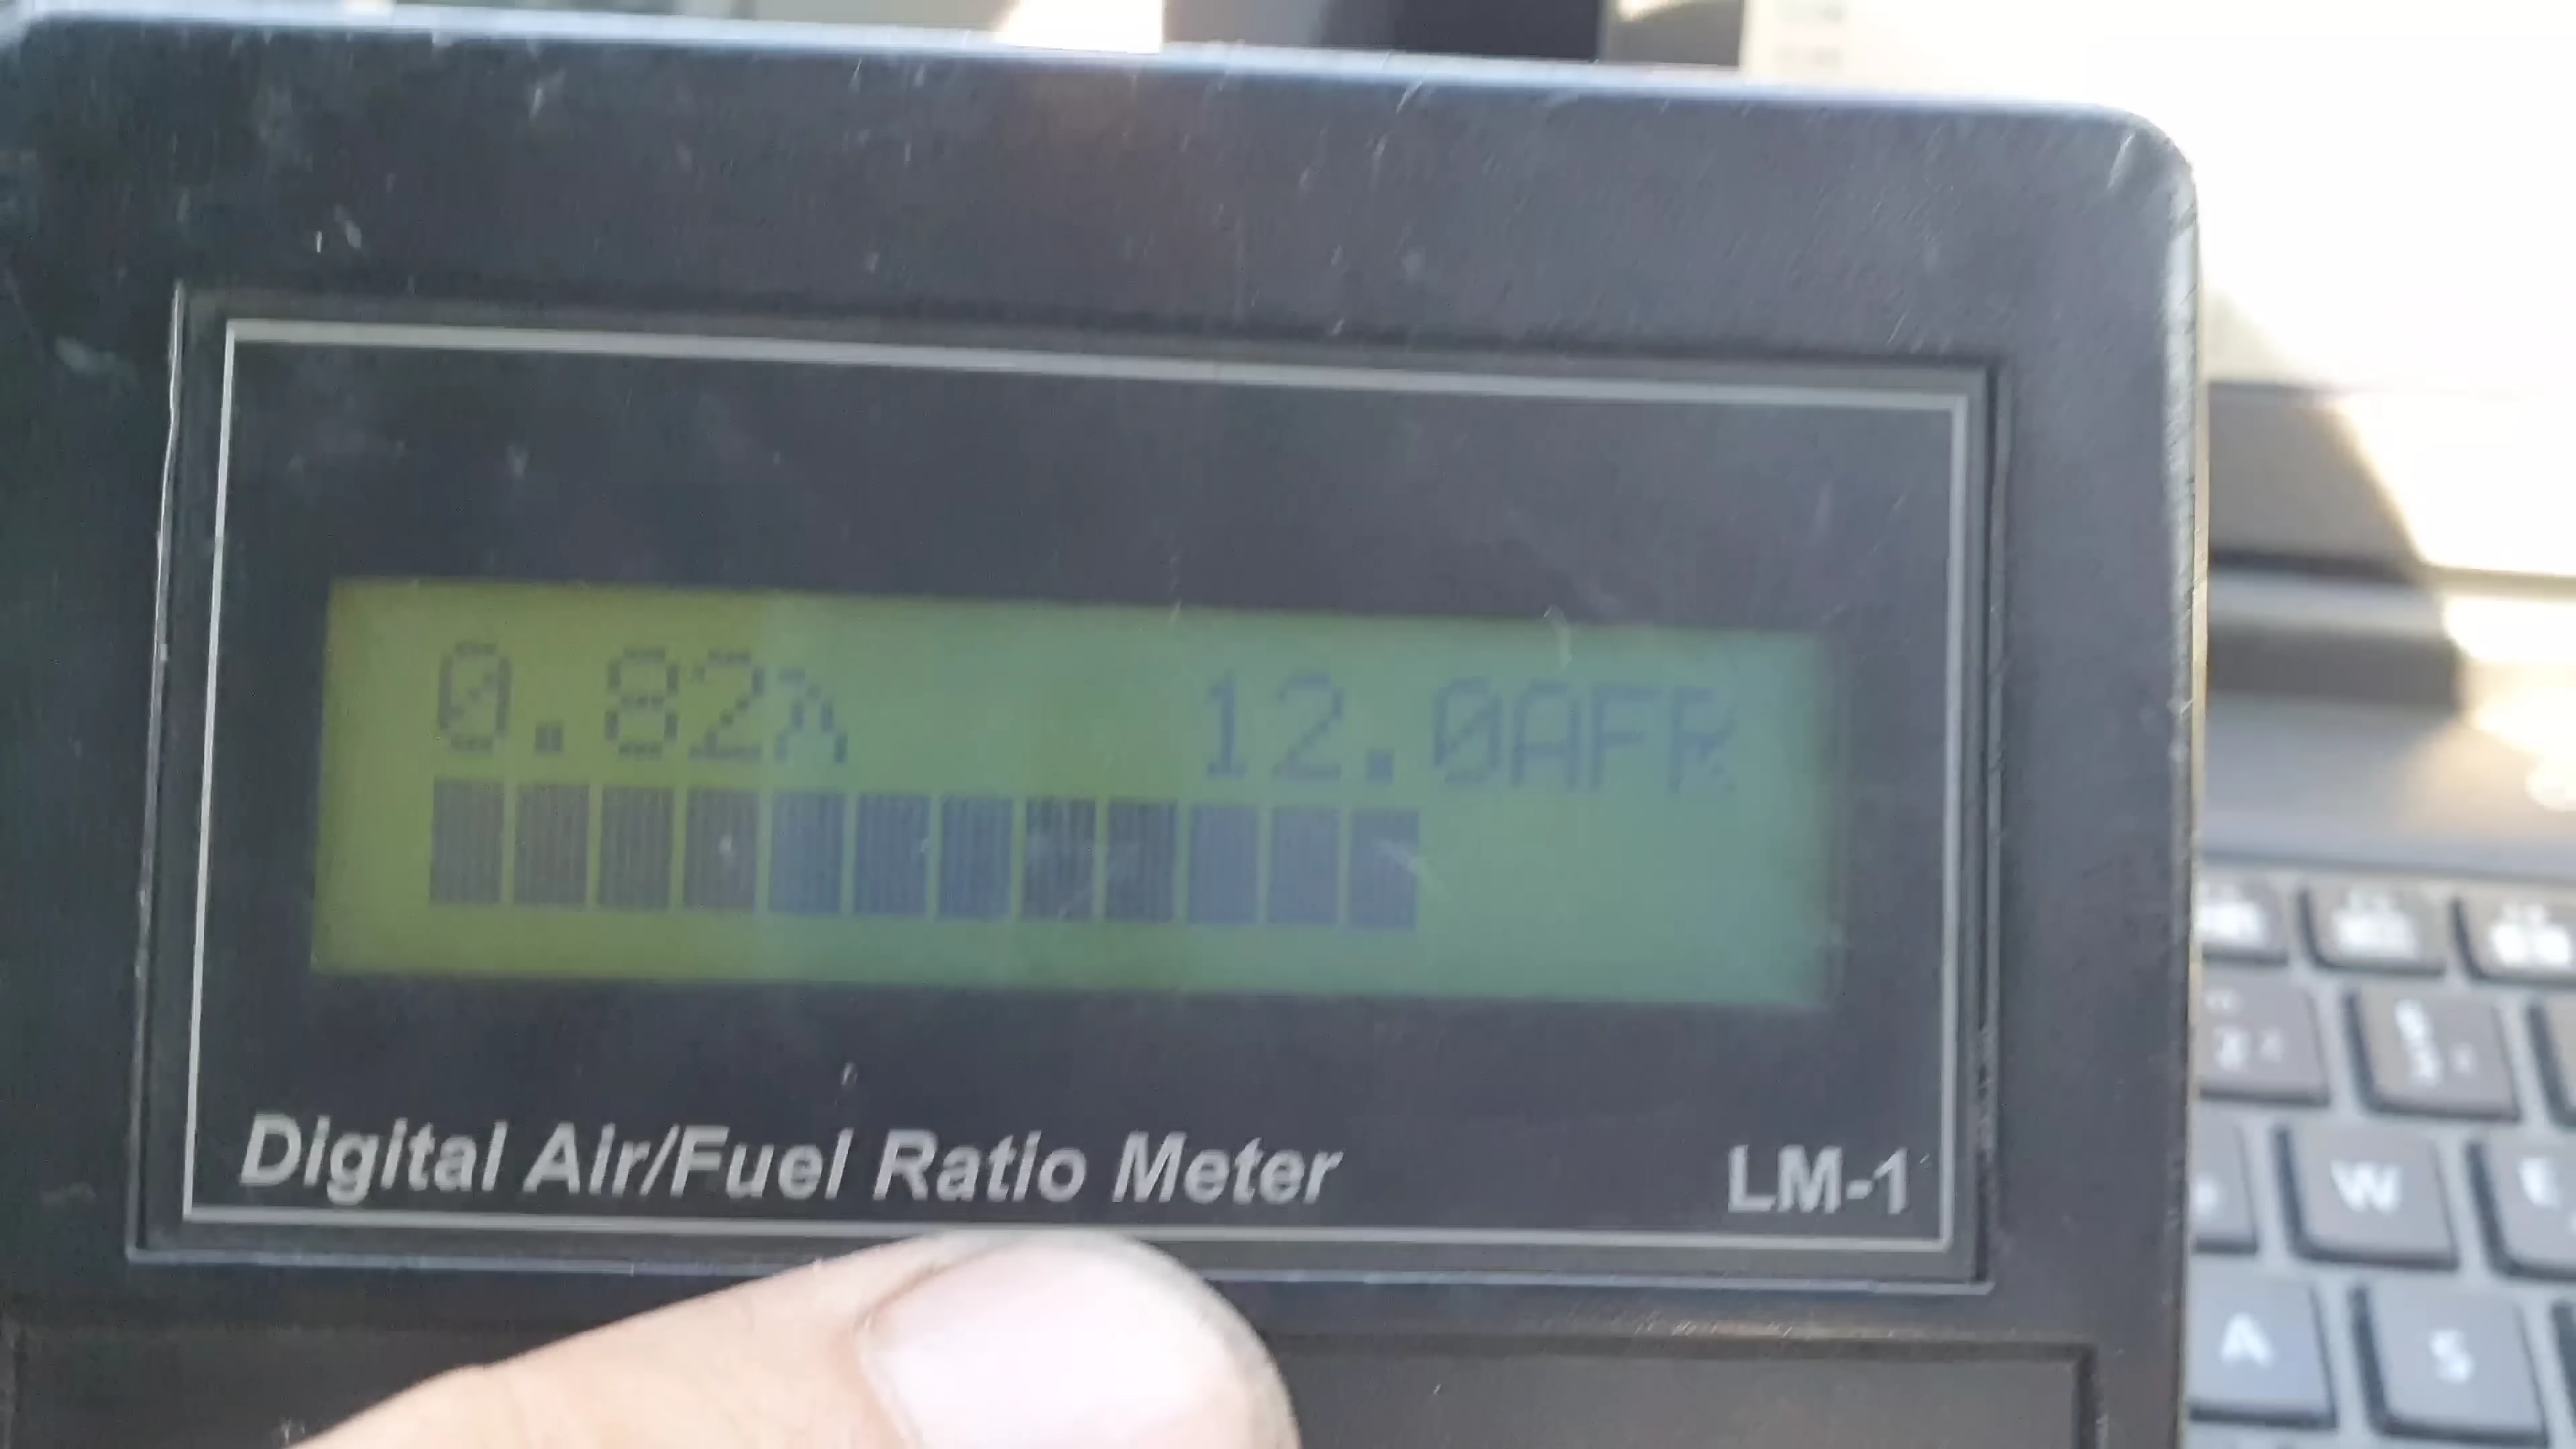 0.82λ 12.0AFR
Digital Air/Fuel Ratio Meter LM-1
W
E
A
S